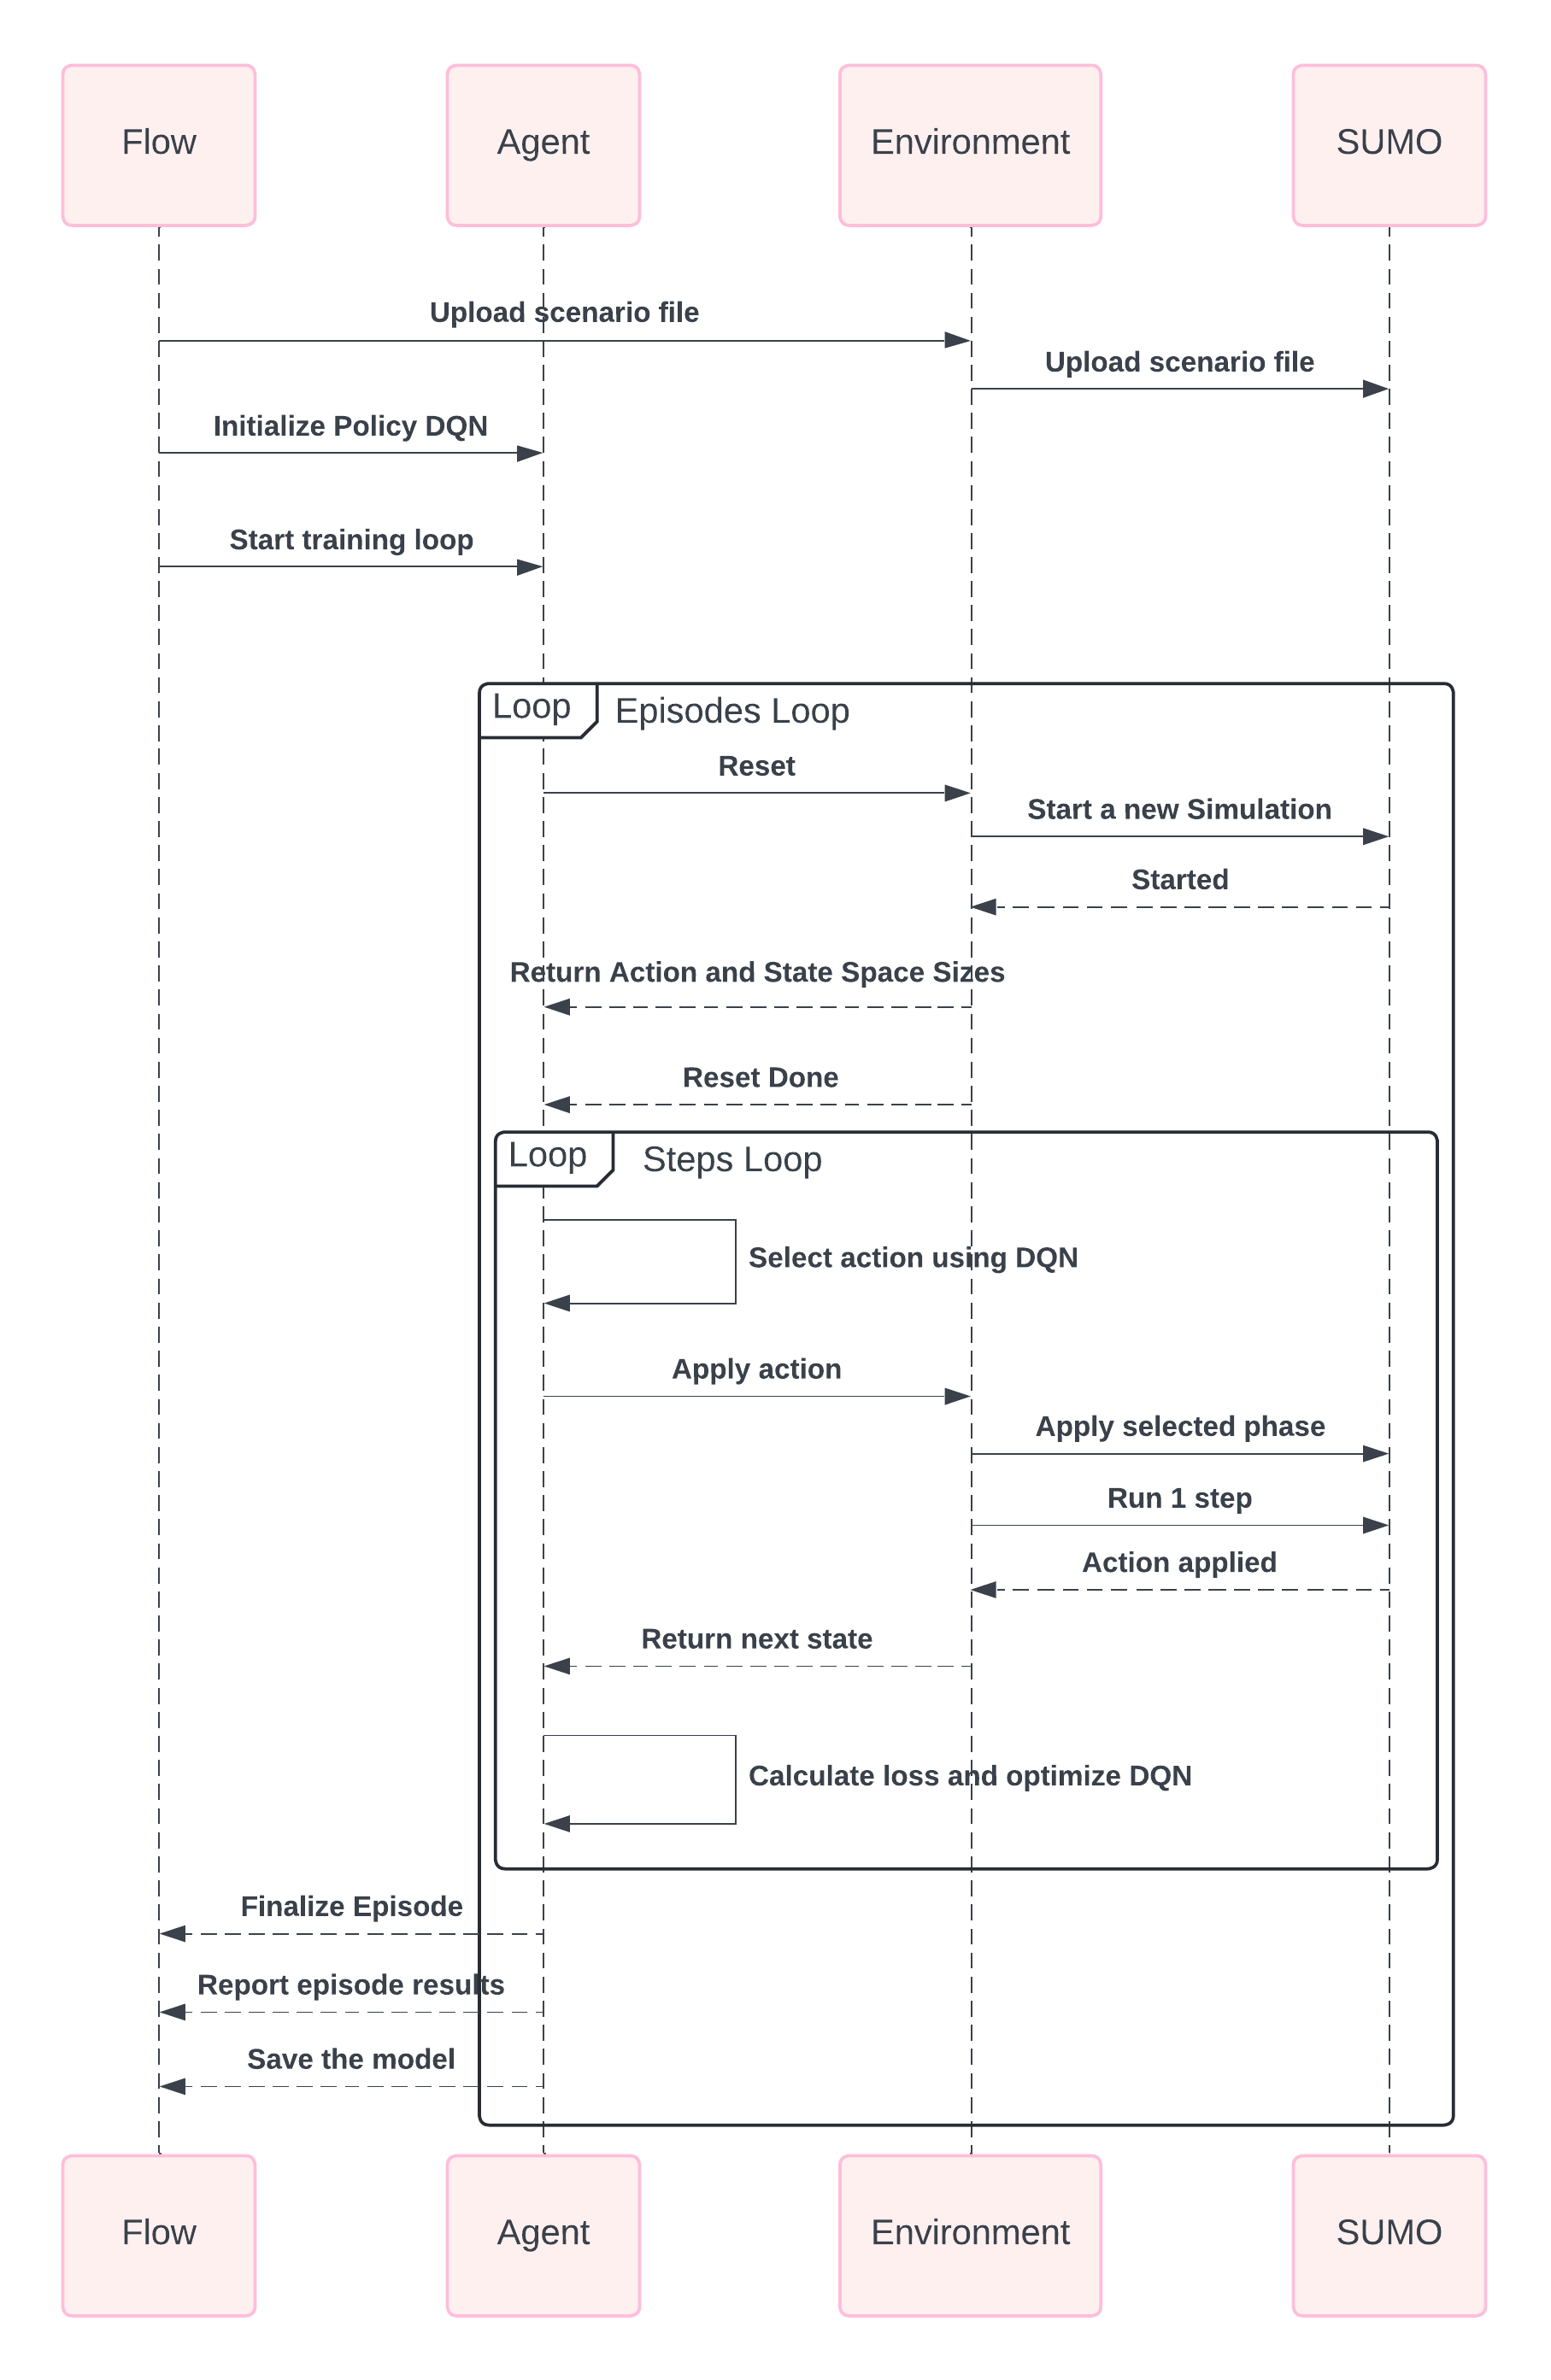 Flow
Agent
Environment
SUMO
Upload scenario file
Upload scenario file
Initialize Policy DQN
Start training loop
Loop
Episodes Loop
Reset
Start a new Simulation
Started
Return Action and State Space Sizes
Reset Done
Loop
Steps Loop
Select action using DQN
Apply action
Apply selected phase
Run 1 step
Action applied
Return next state
Calculate loss and optimize DQN
Finalize Episode
Report episode results
Save the model
Flow
Agent
Environment
SUMO